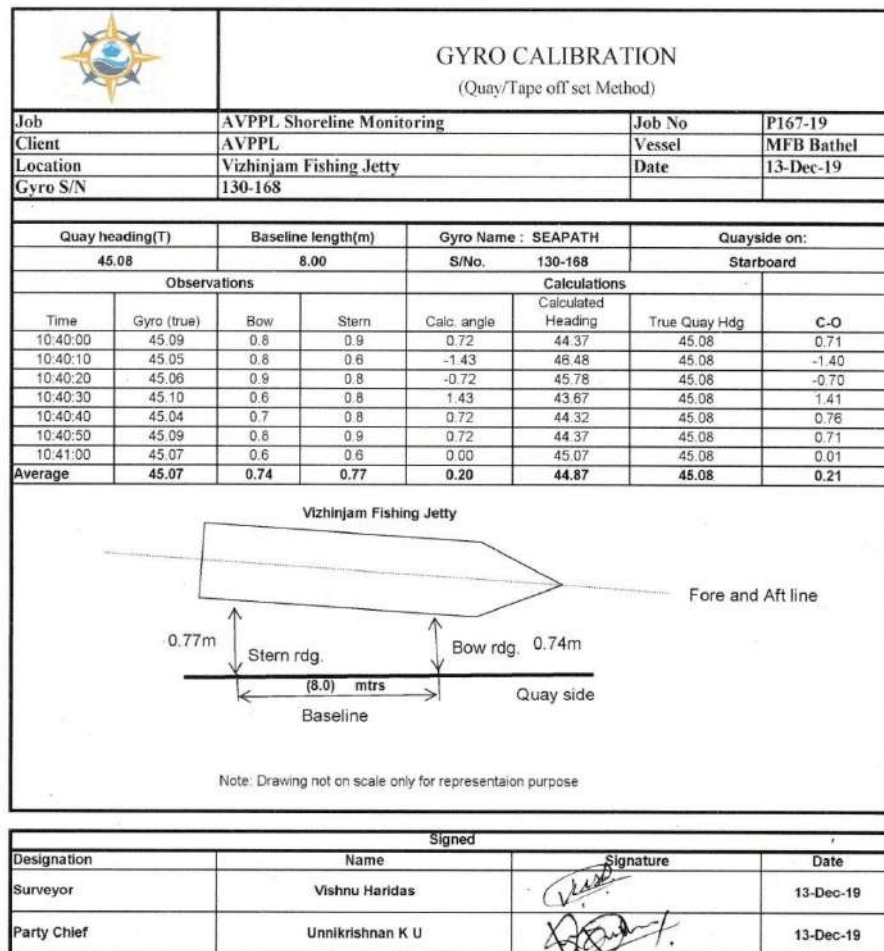 GYRO CALIBRATION
(Quay/Tape off set Method)
Job AVPPL Shoreline Monitoring Job No P167-19
Client AVPPL Vessel MFB Bathel
Location Vizhinjam Fishing Jetty Date 13-Dec-19
Gyro S/N 130-168
Quay heading(T) Baseline length(m) Gyro Name : SEAPATH Quayside on:
45.08 8.00 S/No. 130-168 Starboard
Observations Calculations
Time Gyro (true) Bow Stern Calc. angle Calculated Heading True Quay Hdg C-O
10:40:00 45.09 0.8 0.9 0.72 44.37 45.08 0.71
10:40:10 45.05 0.8 0.6 -1.43 46.48 45.08 -1.40
10:40:20 45.06 0.9 0.8 -0.72 45.78 45.08 -0.70
10:40:30 45.10 0.6 0.8 1.43 43.67 45.08 1.41
10:40:40 45.04 0.7 0.8 0.72 44.32 45.08 0.76
10:40:50 45.09 0.8 0.9 0.72 44.37 45.08 0.71
10:41:00 45.07 0.6 0.6 0.00 45.07 45.08 0.01
Average 45.07 0.74 0.77 0.20 44.87 45.08 0.21
Vizhinjam Fishing Jetty
Fore and Aft line
0.77m Stern rdg. Bow rdg. 0.74m
(8.0) mtrs
Quay side
Baseline
Note: Drawing not on scale only for representaion purpose
Signed
Designation Name Signature Date
Surveyor Vishnu Haridas 13-Dec-19
Party Chief Unnikrishnan K U 13-Dec-19